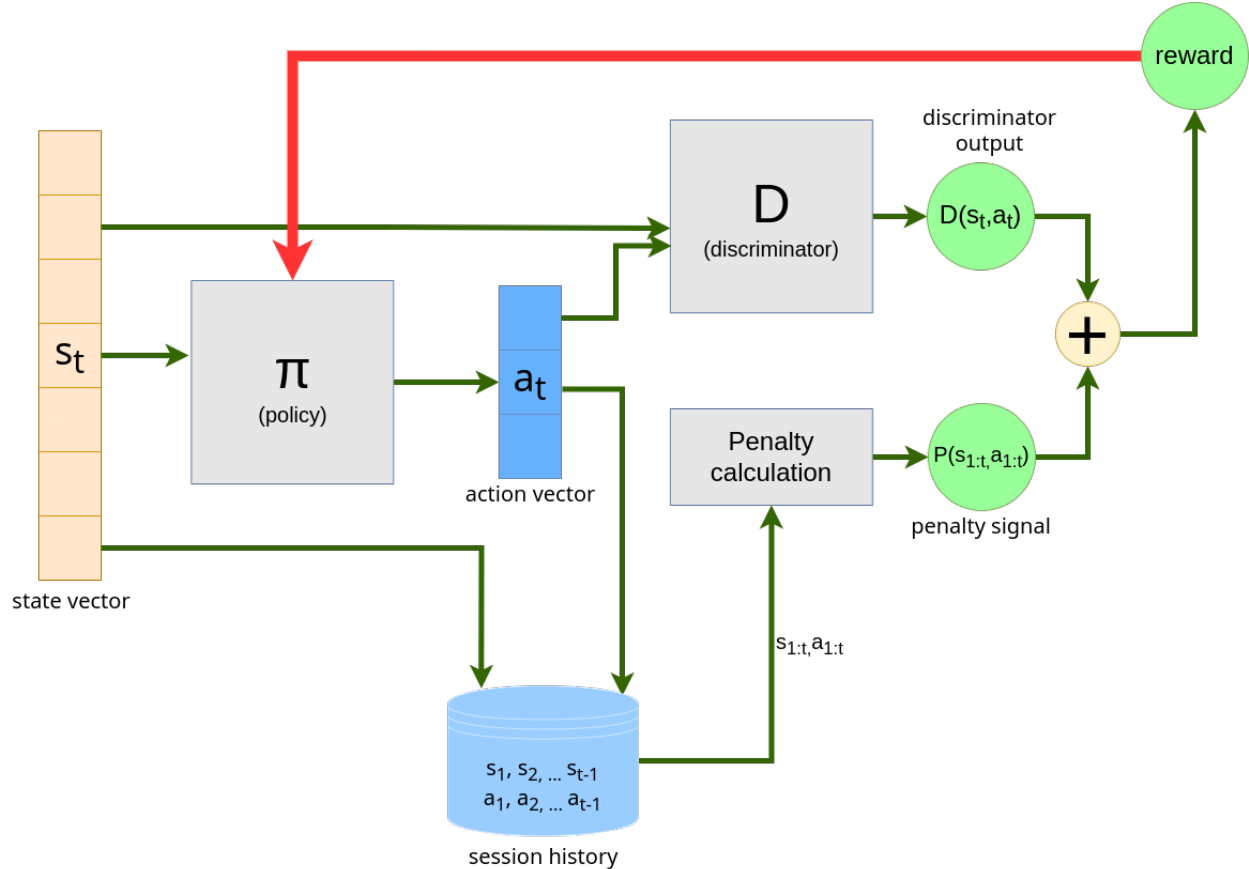 reward
discriminator
output
D
(discriminator)
D(sₜ,aₜ)
sₜ
π
(policy)
aₜ
+
Penalty
calculation
P(s₁:ₜ,a₁:ₜ)
action vector
penalty signal
state vector
s₁:ₜ,a₁:ₜ
s₁, s₂, ... sₜ₋₁
a₁, a₂, ... aₜ₋₁
session history